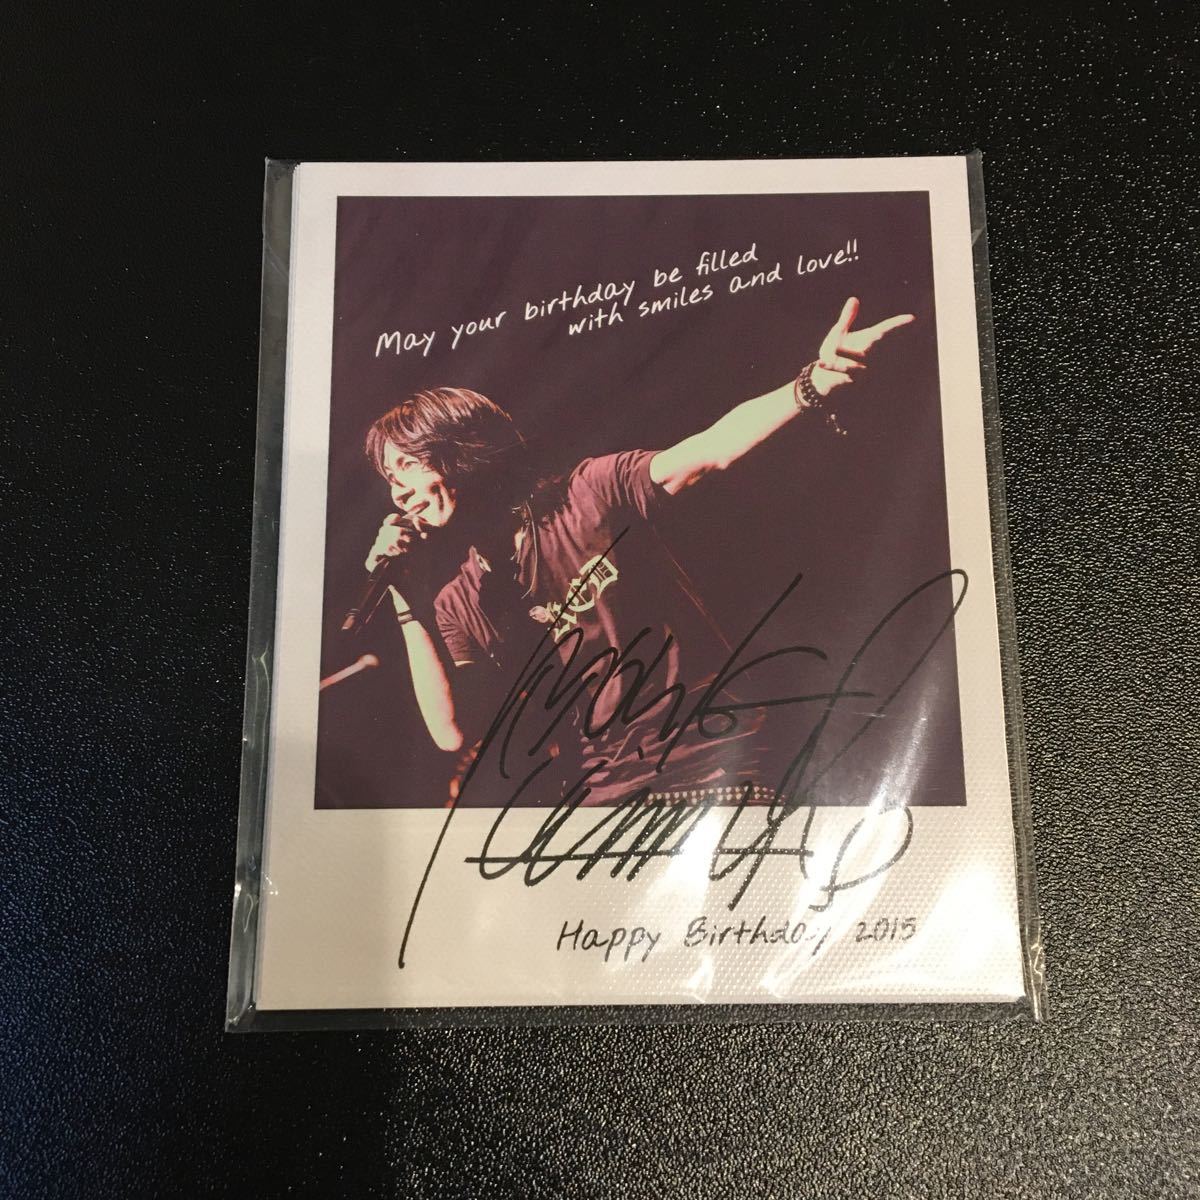 May your birthday be filled
with smiles and love!!
Happy Birthday 2015